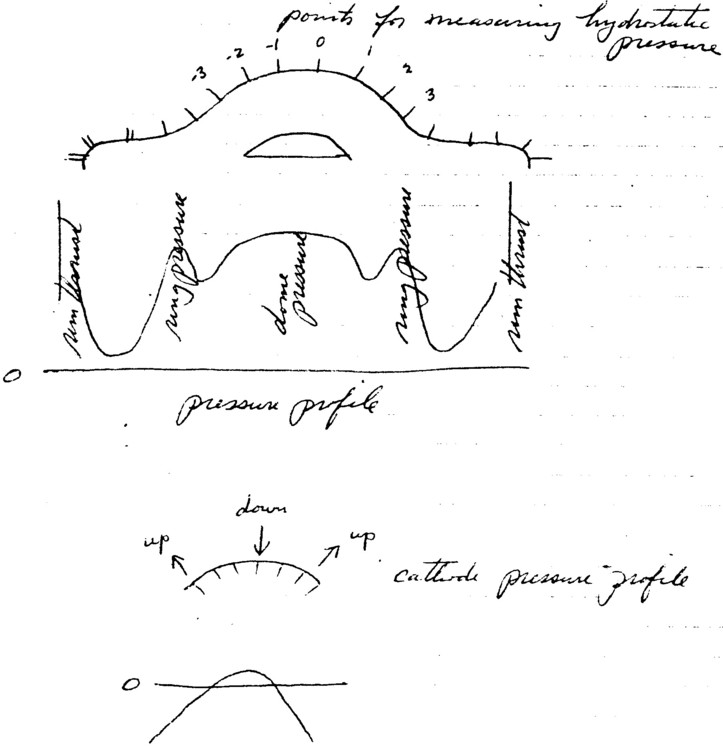 points for measuring hydrostatic
pressure
-3 -2 -1 0 1 2 3
rim thrust
ring pressure
dome pressure
ring pressure
rim thrust
0
pressure profile
down
up
up
cathode pressure profile
0